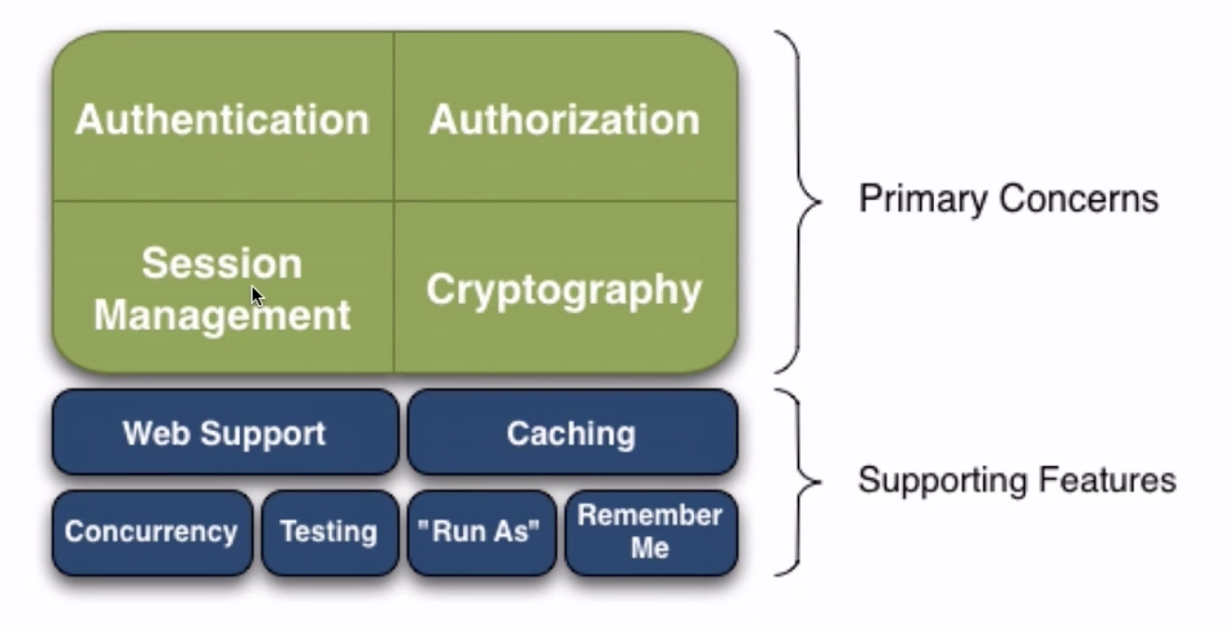 Authentication
Authorization
Session
Management
Cryptography
Primary Concerns
Web Support
Caching
Concurrency
Testing
"Run As"
Remember
Me
Supporting Features